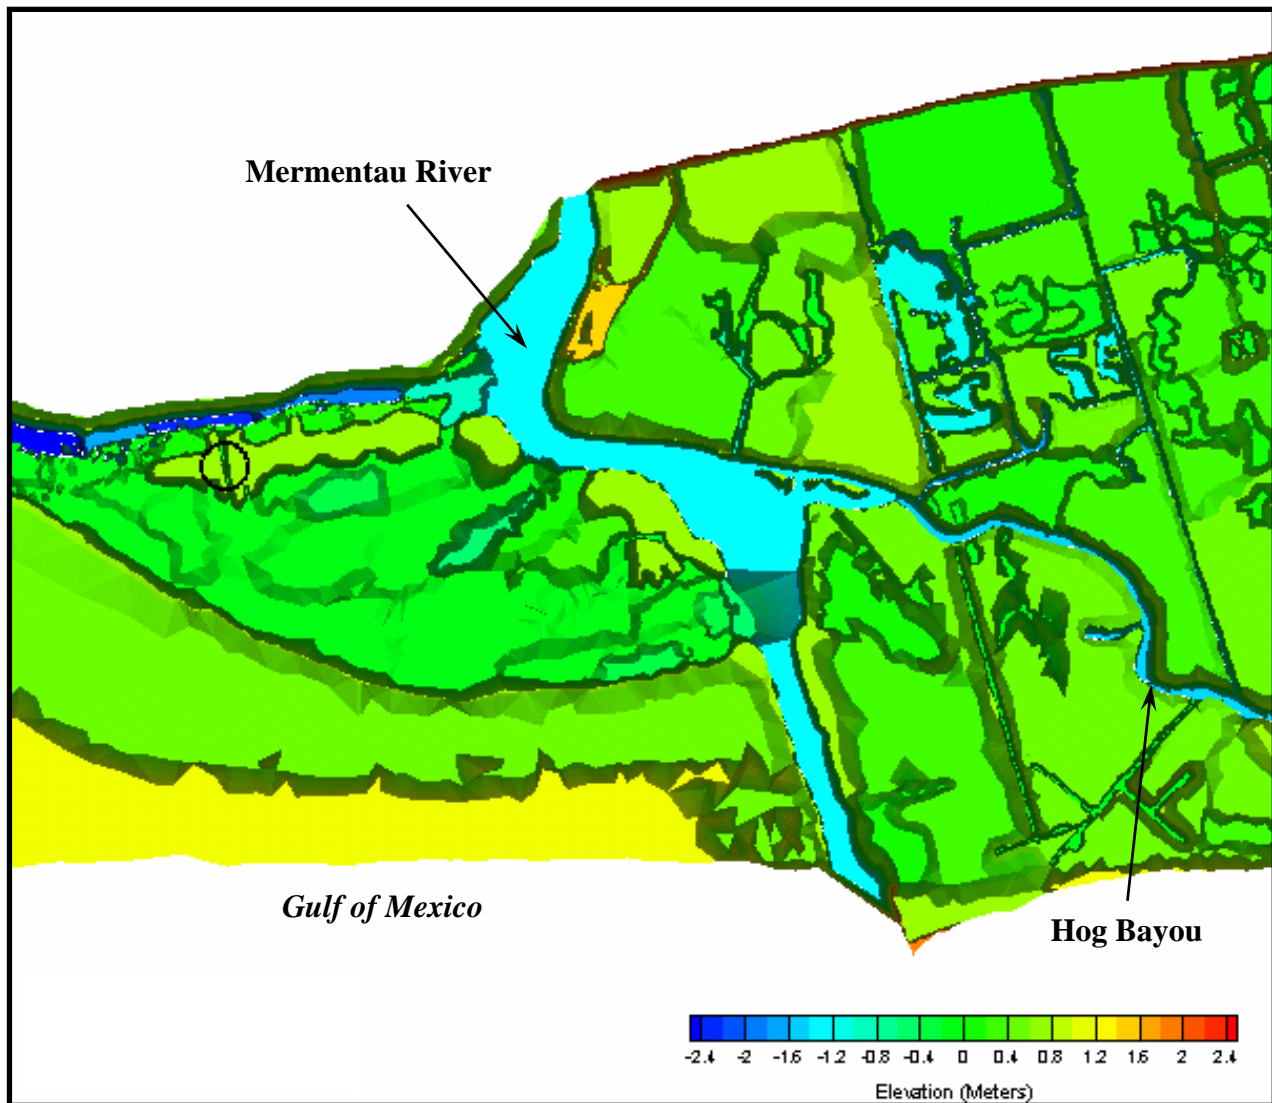 Mermentau River
Gulf of Mexico
Hog Bayou
-2.4 -2 -1.6 -1.2 -0.8 -0.4 0 0.4 0.8 1.2 1.6 2 2.4
Elevation (Meters)